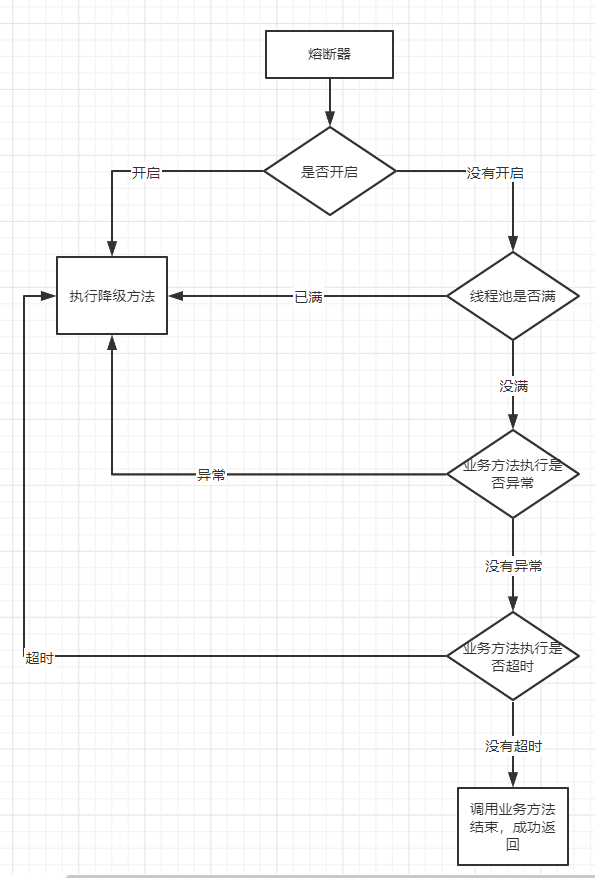 熔断器
是否开启
开启
没有开启
执行降级方法
已满
线程池是否满
没满
业务方法执行是
否异常
异常
没有异常
业务方法执行是
否超时
超时
没有超时
调用业务方法
结束，成功返
回